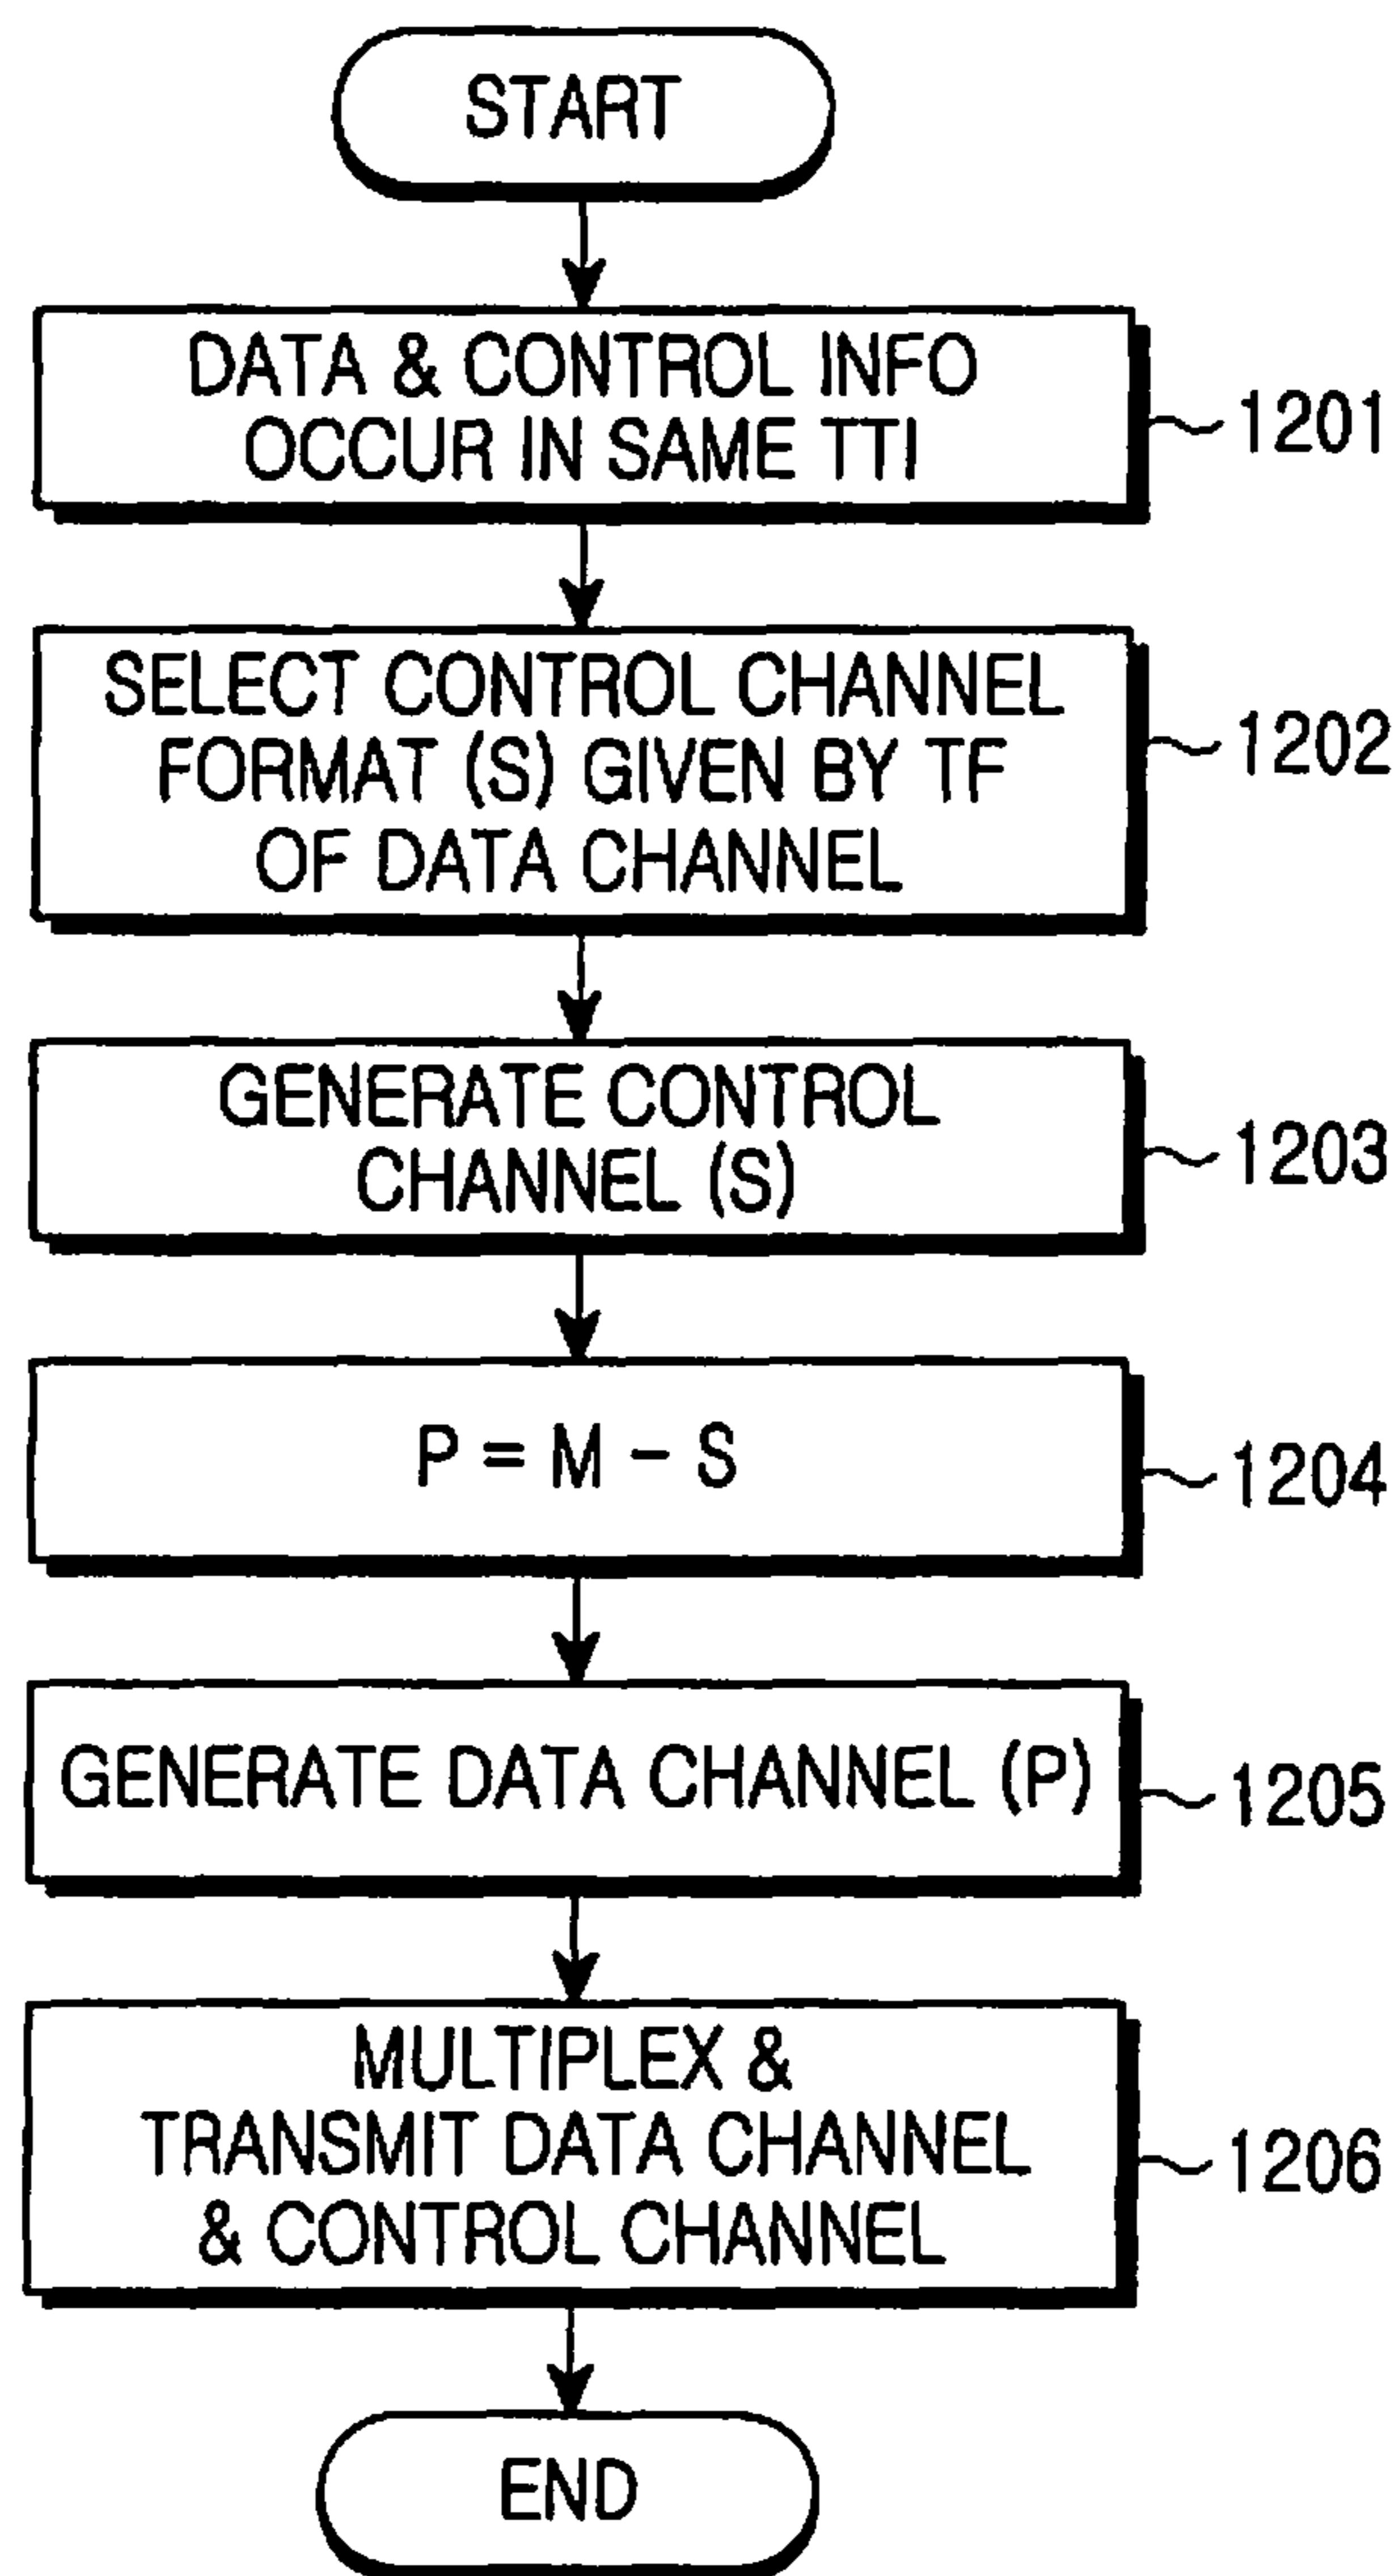 START
DATA & CONTROL INFO
OCCUR IN SAME TTI
1201
SELECT CONTROL CHANNEL
FORMAT (S) GIVEN BY TF
OF DATA CHANNEL
1202
GENERATE CONTROL
CHANNEL (S)
1203
P = M – S
1204
GENERATE DATA CHANNEL (P)
1205
MULTIPLEX &
TRANSMIT DATA CHANNEL
& CONTROL CHANNEL
1206
END